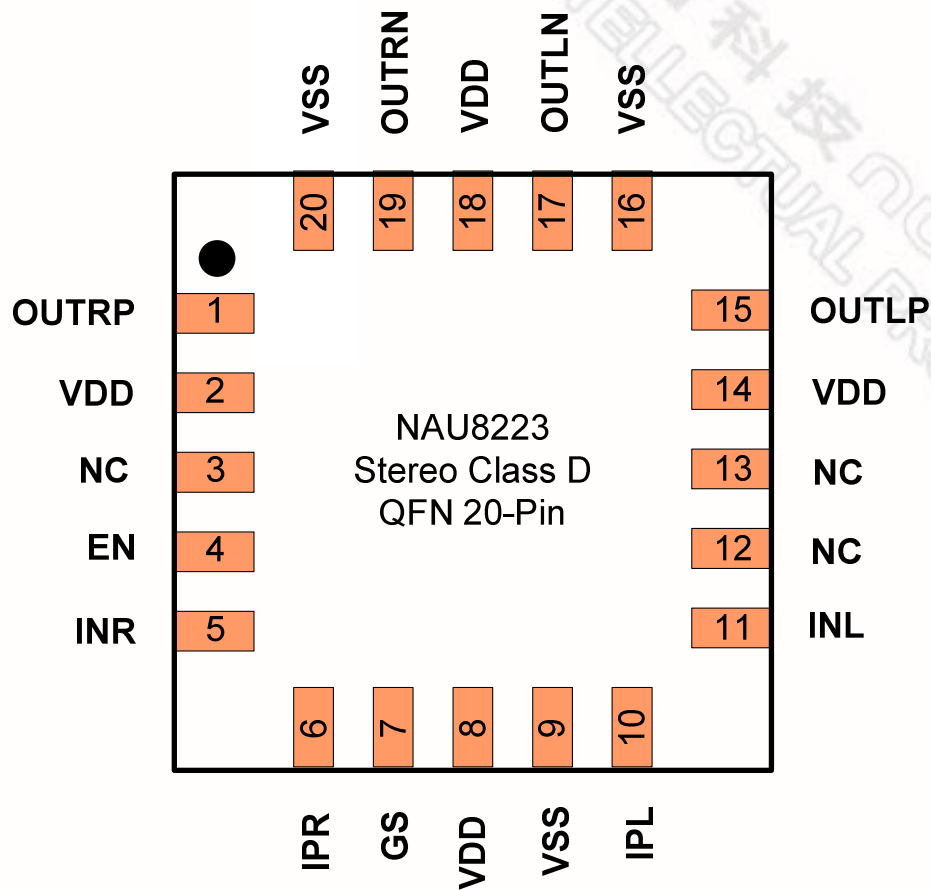 VSS
OUTRN
VDD
OUTLN
VSS
20
19
18
17
16
OUTRP
1
15
OUTLP
VDD
2
14
VDD
NC
3
13
NC
EN
4
12
NC
INR
5
11
INL
NAU8223
Stereo Class D
QFN 20-Pin
6
7
8
9
10
IPR
GS
VDD
VSS
IPL
科技